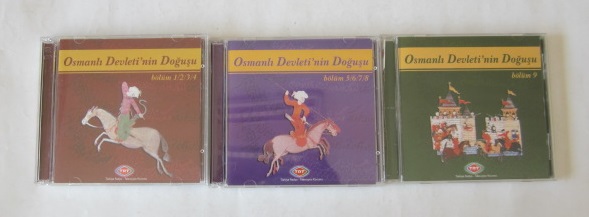 Osmanlı Devleti'nin Doğuşu
bölüm 1/2/3/4
TRT
Osmanlı Devleti'nin Doğuşu
bölüm 5/6/7/8
TRT
Osmanlı Devleti'nin Doğuşu
bölüm 9
TRT